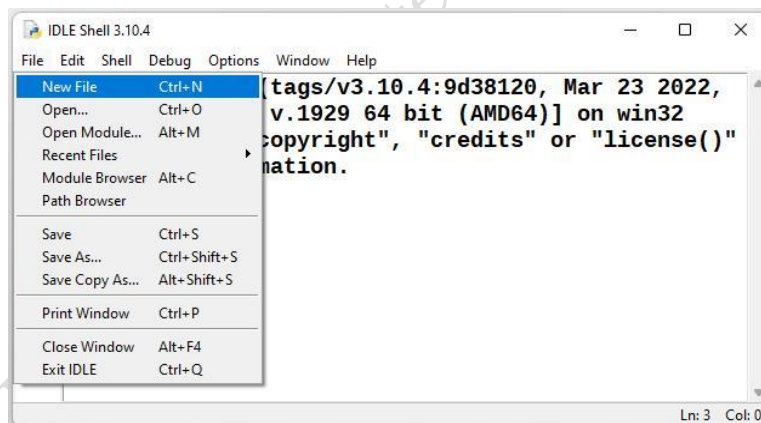 IDLE Shell 3.10.4
File Edit Shell Debug Options Window Help
New File Ctrl+N
Open... Ctrl+O
Open Module... Alt+M
Recent Files
Module Browser Alt+C
Path Browser
Save Ctrl+S
Save As... Ctrl+Shift+S
Save Copy As... Alt+Shift+S
Print Window Ctrl+P
Close Window Alt+F4
Exit IDLE Ctrl+Q
(tags/v3.10.4:9d38120, Mar 23 2022,
v.1929 64 bit (AMD64)] on win32
copyright", "credits" or "license()"
mation.
Ln: 3 Col: 0